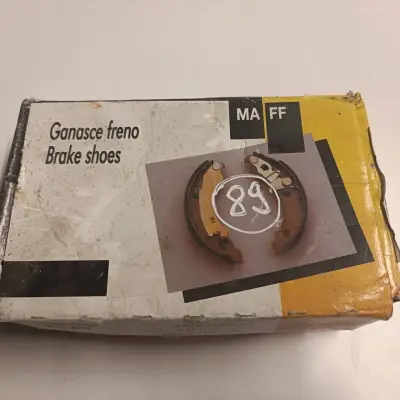 Ganasce freno
Brake shoes
MA FF
89